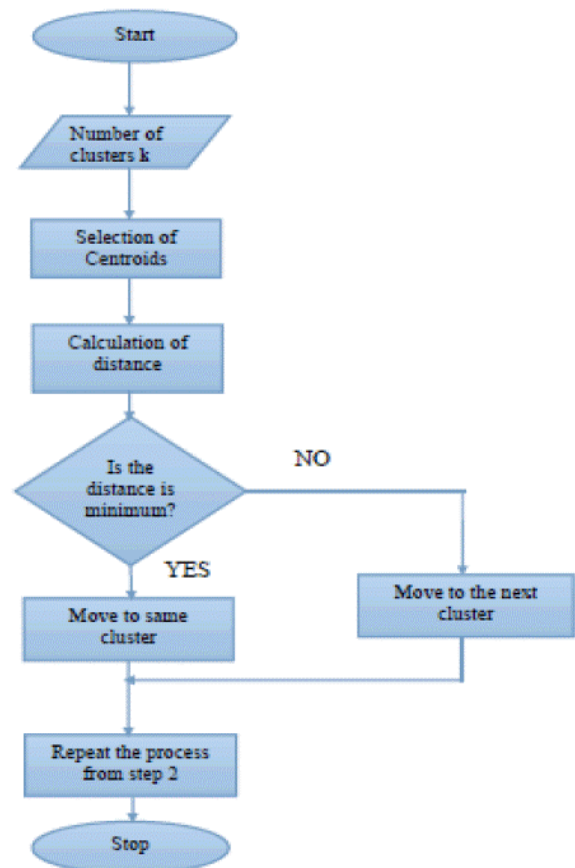 Start
Number of
clusters k
Selection of
Centroids
Calculation of
distance
Is the
distance is
minimum?
NO
YES
Move to same
cluster
Move to the next
cluster
Repeat the process
from step 2
Stop